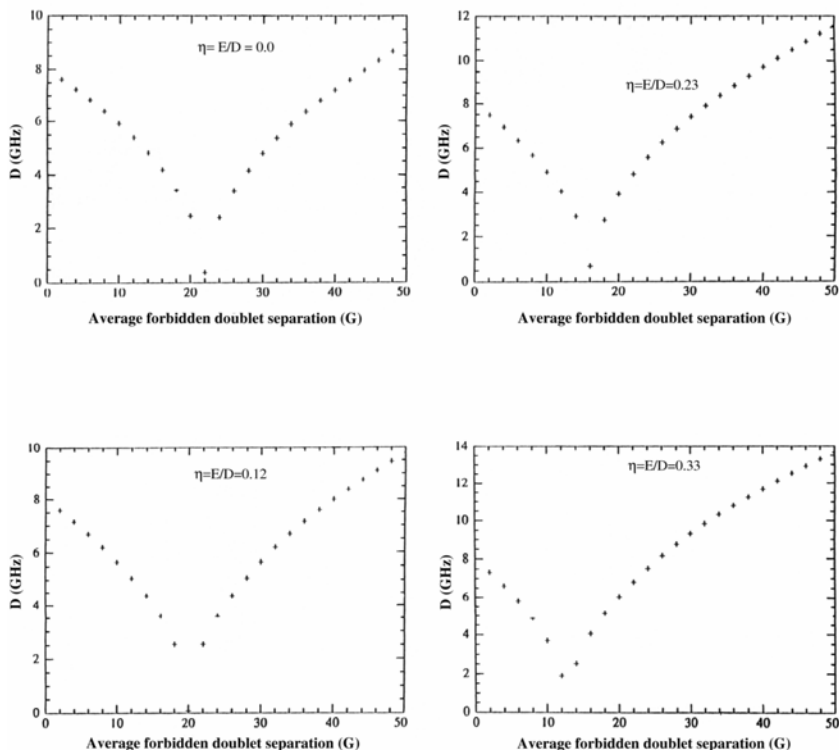 10
8
6
4
2
0
D (GHz)
η= E/D = 0.0
0 10 20 30 40 50
Average forbidden doublet separation (G)
12
10
8
6
4
2
0
D (GHz)
η=E/D=0.23
0 10 20 30 40 50
Average forbidden doublet separation (G)
10
8
6
4
2
0
D (GHz)
η=E/D=0.12
0 10 20 30 40 50
Average forbidden doublet separation (G)
14
12
10
8
6
4
2
0
D (GHz)
η=E/D=0.33
0 10 20 30 40 50
Average forbidden doublet separation (G)